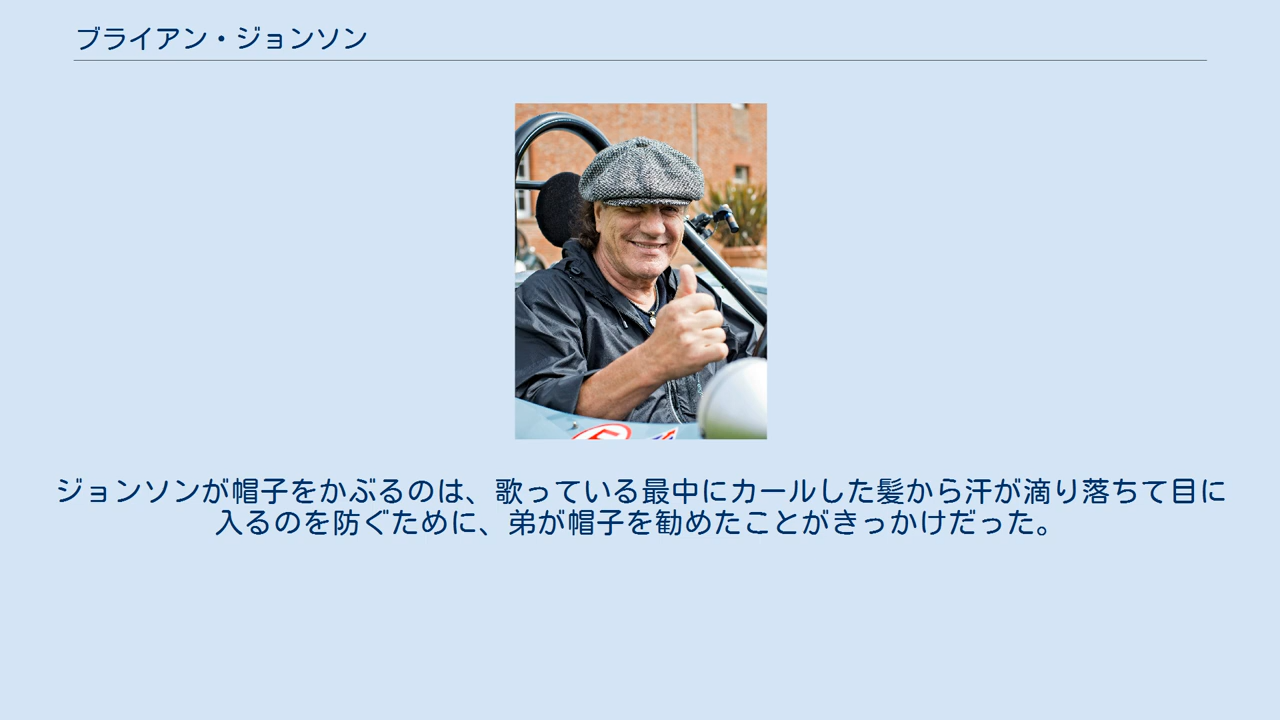 ブライアン・ジョンソン
ジョンソンが帽子をかぶるのは、歌っている最中にカールした髪から汗が滴り落ちて目に
入るのを防ぐために、弟が帽子を勧めたことがきっかけだった。